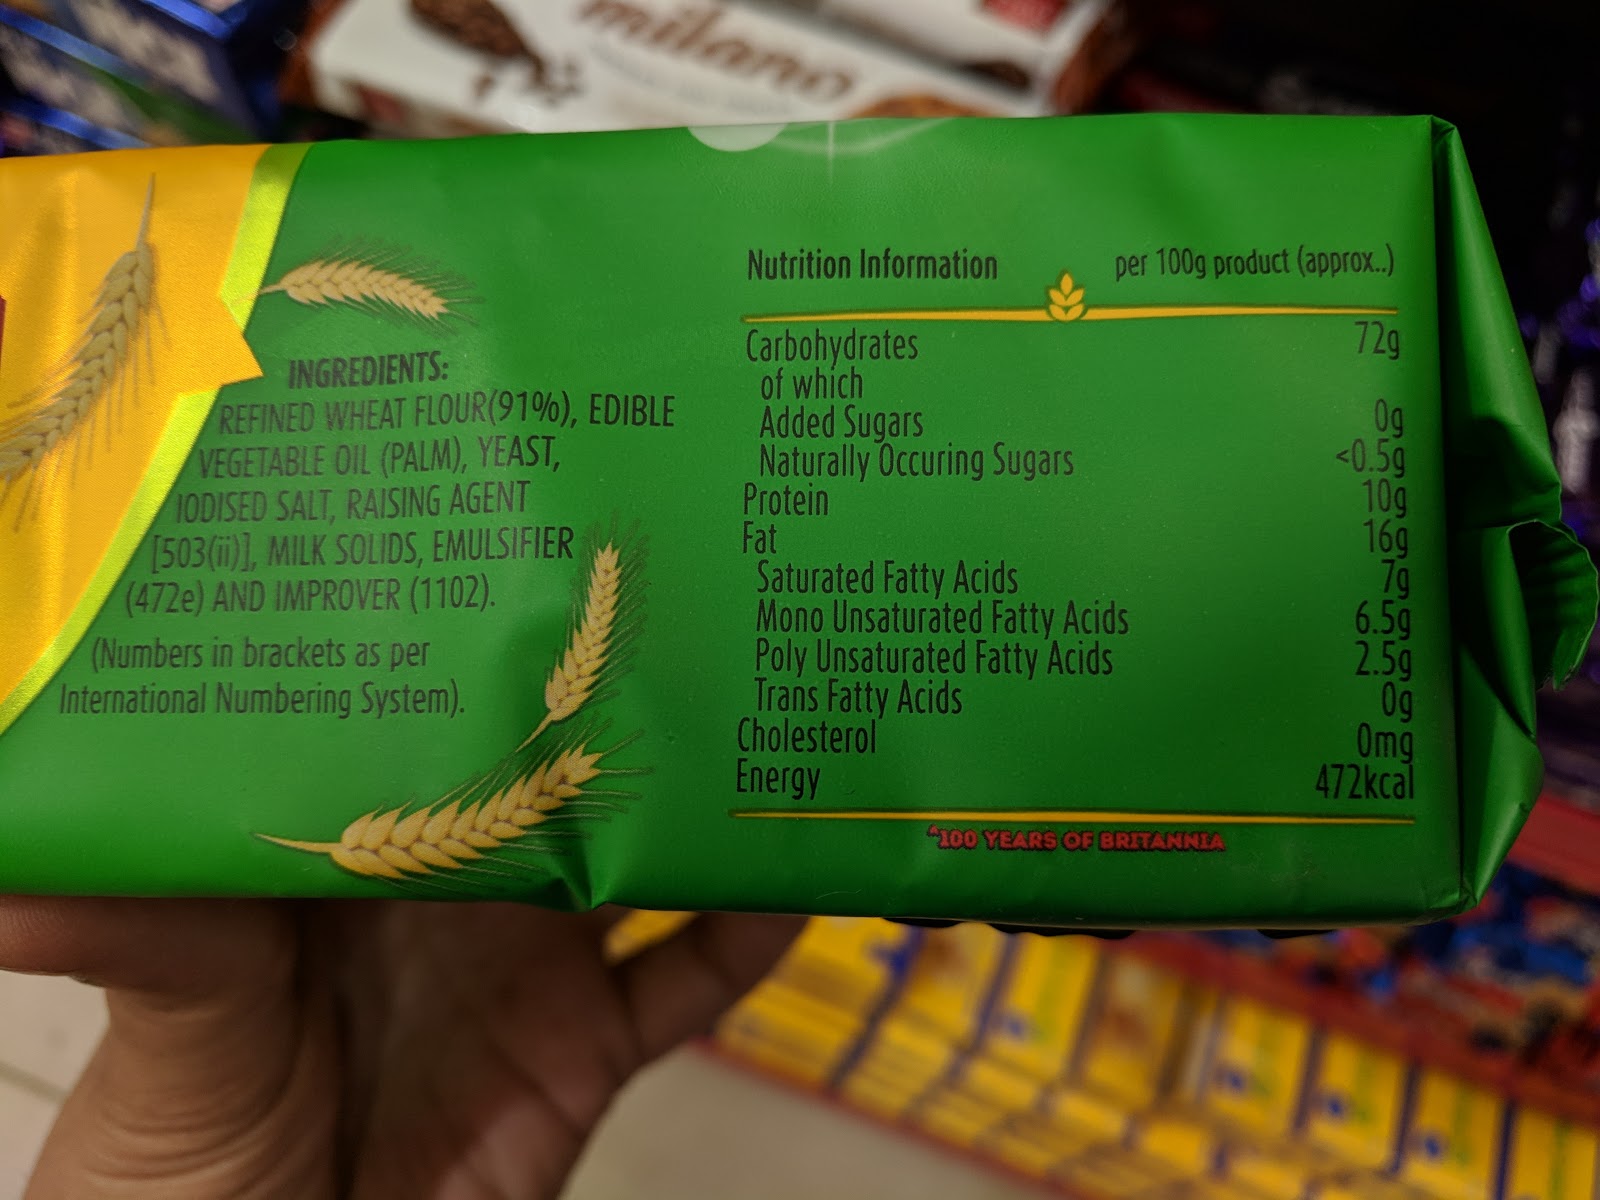 milano
INGREDIENTS:
REFINED WHEAT FLOUR(91%), EDIBLE
VEGETABLE OIL (PALM), YEAST,
IODISED SALT, RAISING AGENT
[503(ii)], MILK SOLIDS, EMULSIFIER
(472e) AND IMPROVER (1102).
(Numbers in brackets as per
International Numbering System).
Nutrition Information per 100g product (approx..)
Carbohydrates 72g
of which
Added Sugars 0g
Naturally Occuring Sugars <0.5g
Protein 10g
Fat 16g
Saturated Fatty Acids 7g
Mono Unsaturated Fatty Acids 6.5g
Poly Unsaturated Fatty Acids 2.5g
Trans Fatty Acids 0g
Cholesterol 0mg
Energy 472kcal
^100 YEARS OF BRITANNIA